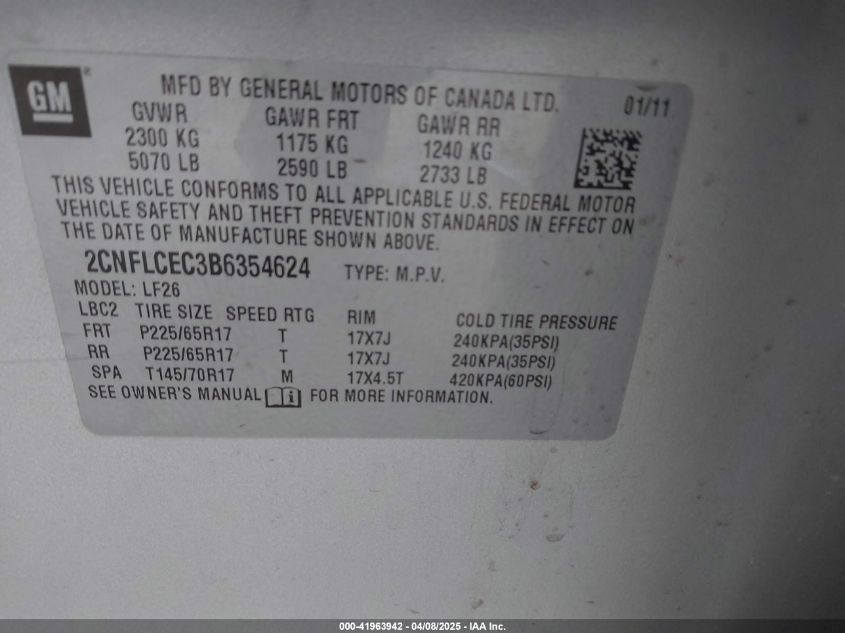 GM ®
MFD BY GENERAL MOTORS OF CANADA LTD. 01/11
GVWR GAWR FRT GAWR RR
2300 KG 1175 KG 1240 KG
5070 LB 2590 LB 2733 LB
THIS VEHICLE CONFORMS TO ALL APPLICABLE U.S. FEDERAL MOTOR
VEHICLE SAFETY AND THEFT PREVENTION STANDARDS IN EFFECT ON
THE DATE OF MANUFACTURE SHOWN ABOVE.
2CNFLCEC3B6354624 TYPE: M.P.V.
MODEL: LF26
LBC2 TIRE SIZE SPEED RTG RIM COLD TIRE PRESSURE
FRT P225/65R17 T 17X7J 240KPA(35PSI)
RR P225/65R17 T 17X7J 240KPA(35PSI)
SPA T145/70R17 M 17X4.5T 420KPA(60PSI)
SEE OWNER'S MANUAL i FOR MORE INFORMATION.
000-41963942 - 04/08/2025 - IAA Inc.